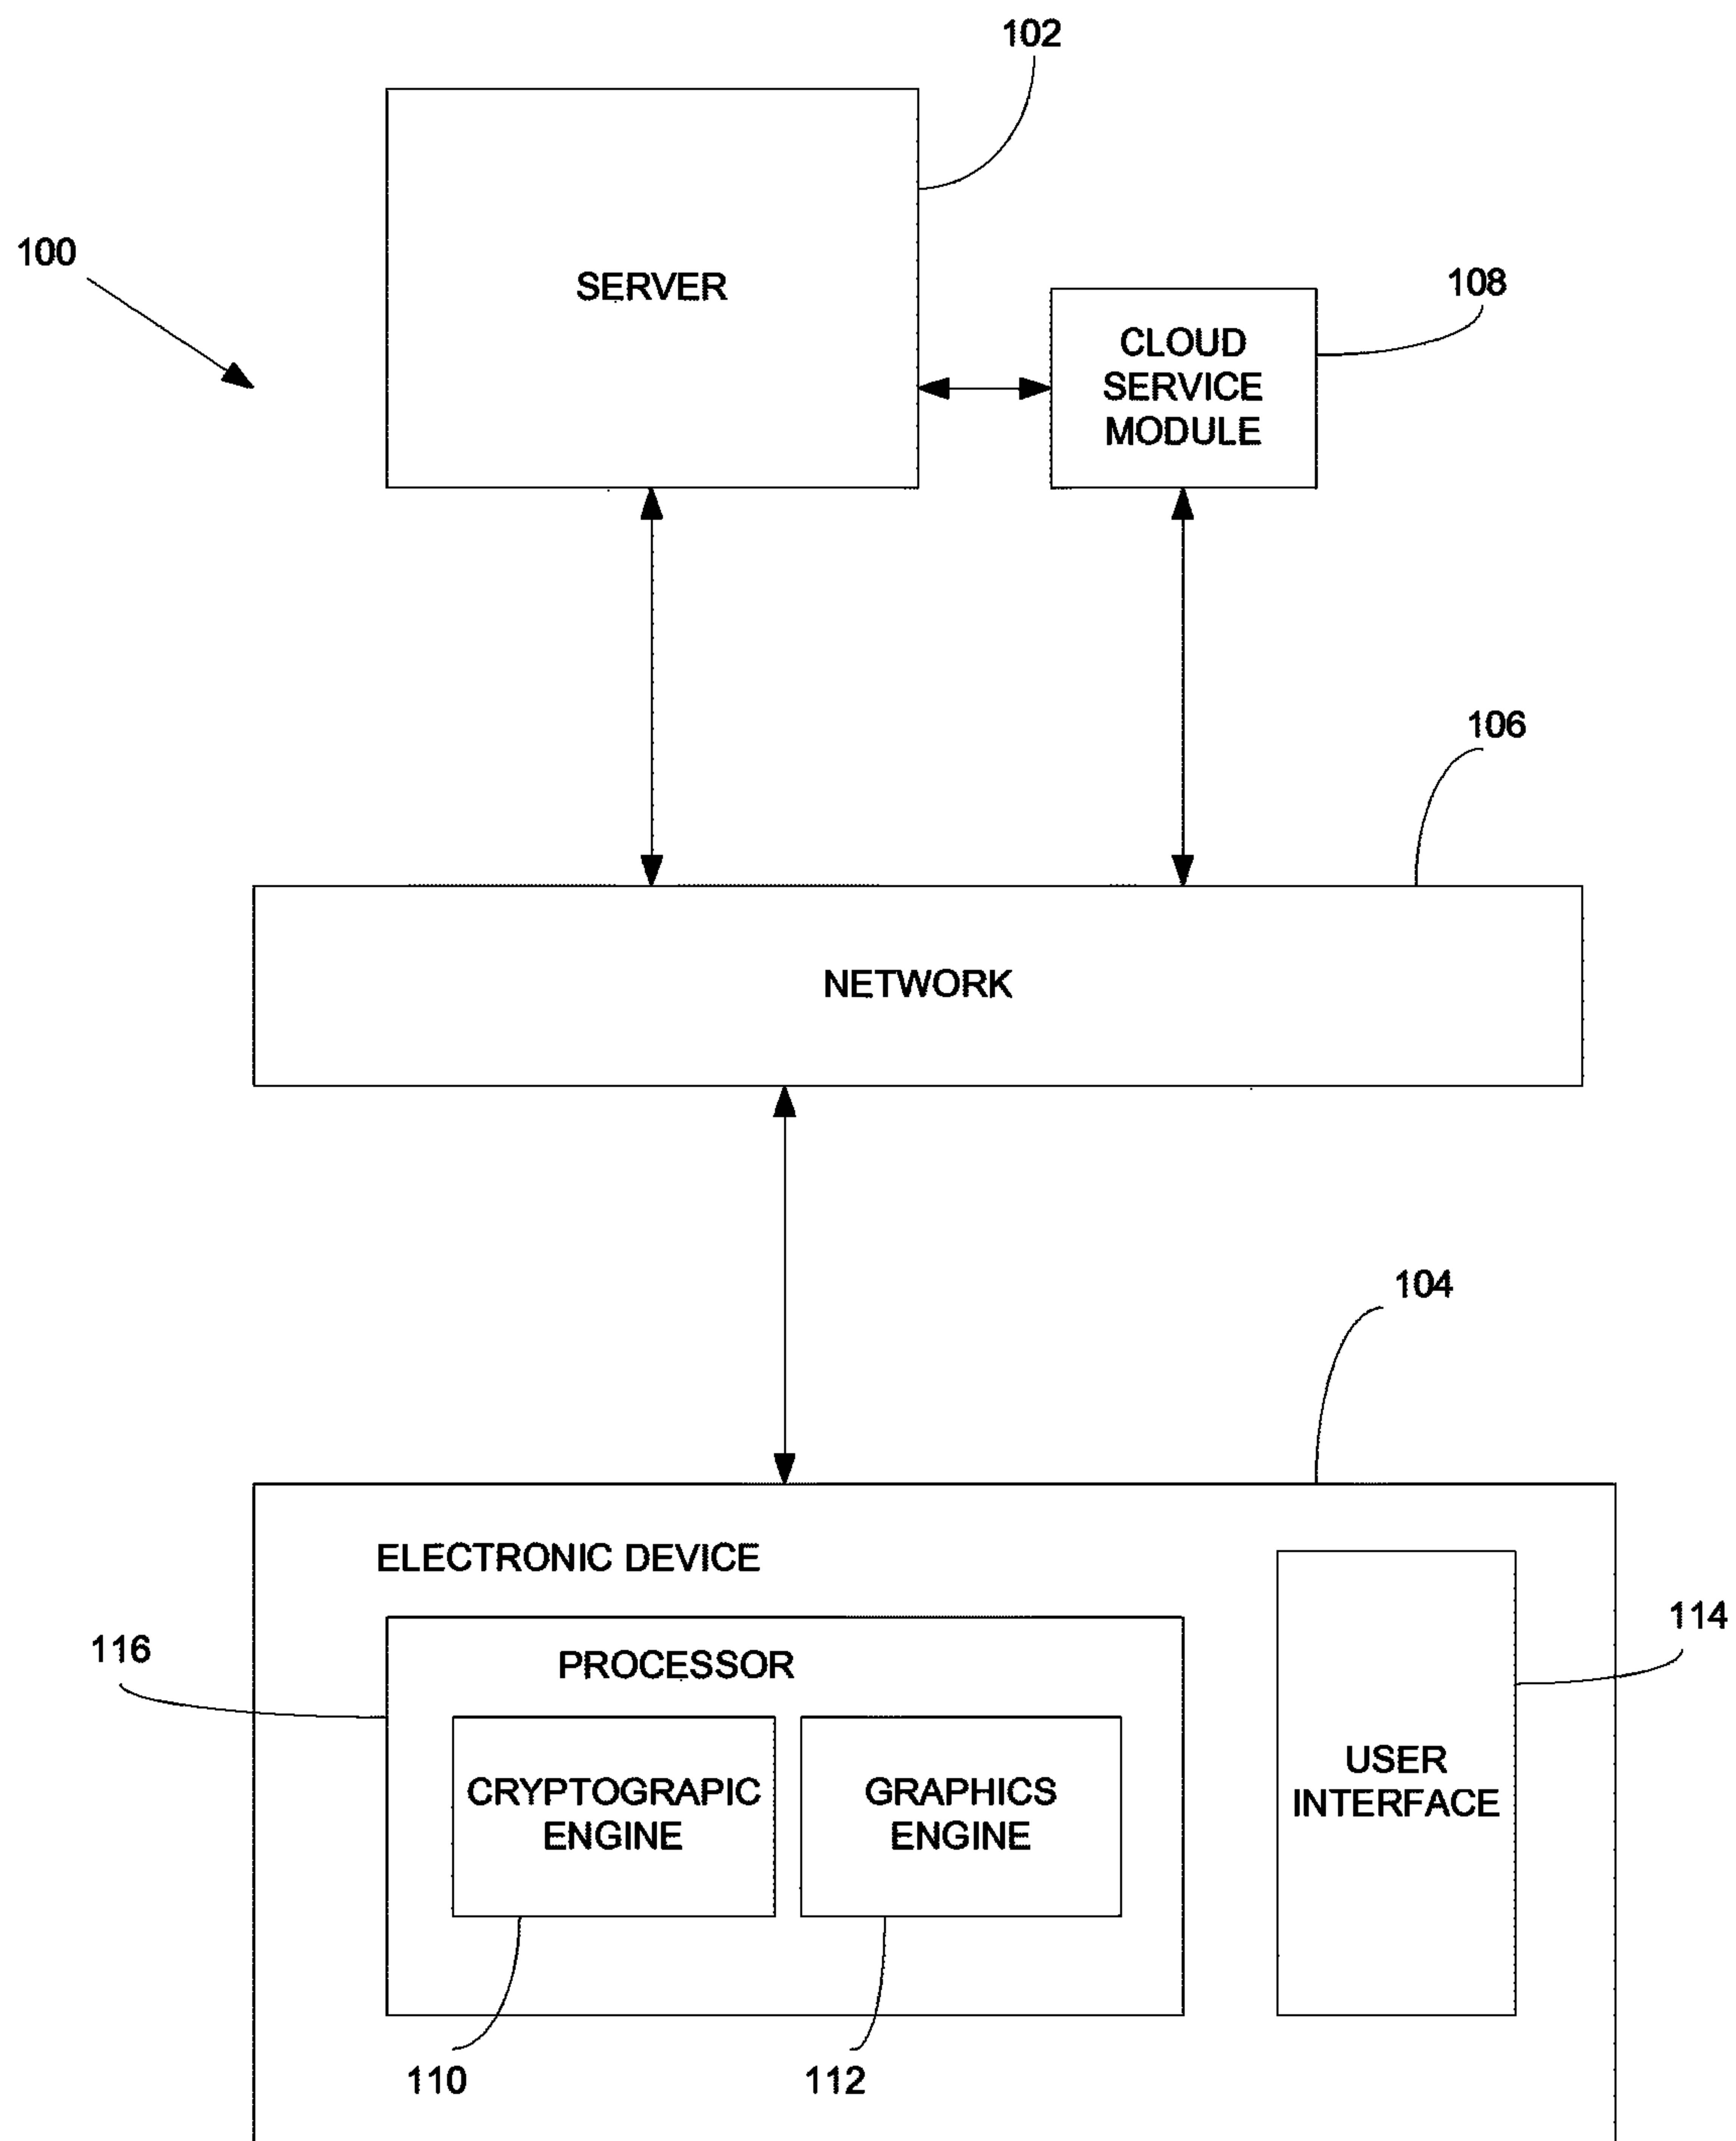 102
100
SERVER
108
CLOUD
SERVICE
MODULE
106
NETWORK
104
ELECTRONIC DEVICE
114
116
PROCESSOR
CRYPTOGRAPIC
ENGINE
GRAPHICS
ENGINE
USER
INTERFACE
110
112